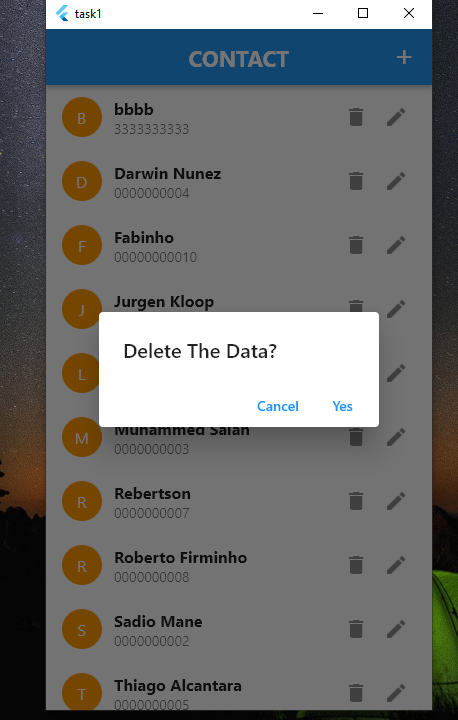 task1
CONTACT
B
bbbb
3333333333
D
Darwin Nunez
0000000004
F
Fabinho
00000000010
J
Jurgen Kloop
Delete The Data?
L
Cancel
Yes
M
Muhammed Salah
0000000003
R
Rebertson
0000000007
R
Roberto Firminho
0000000008
S
Sadio Mane
0000000002
T
Thiago Alcantara
0000000005